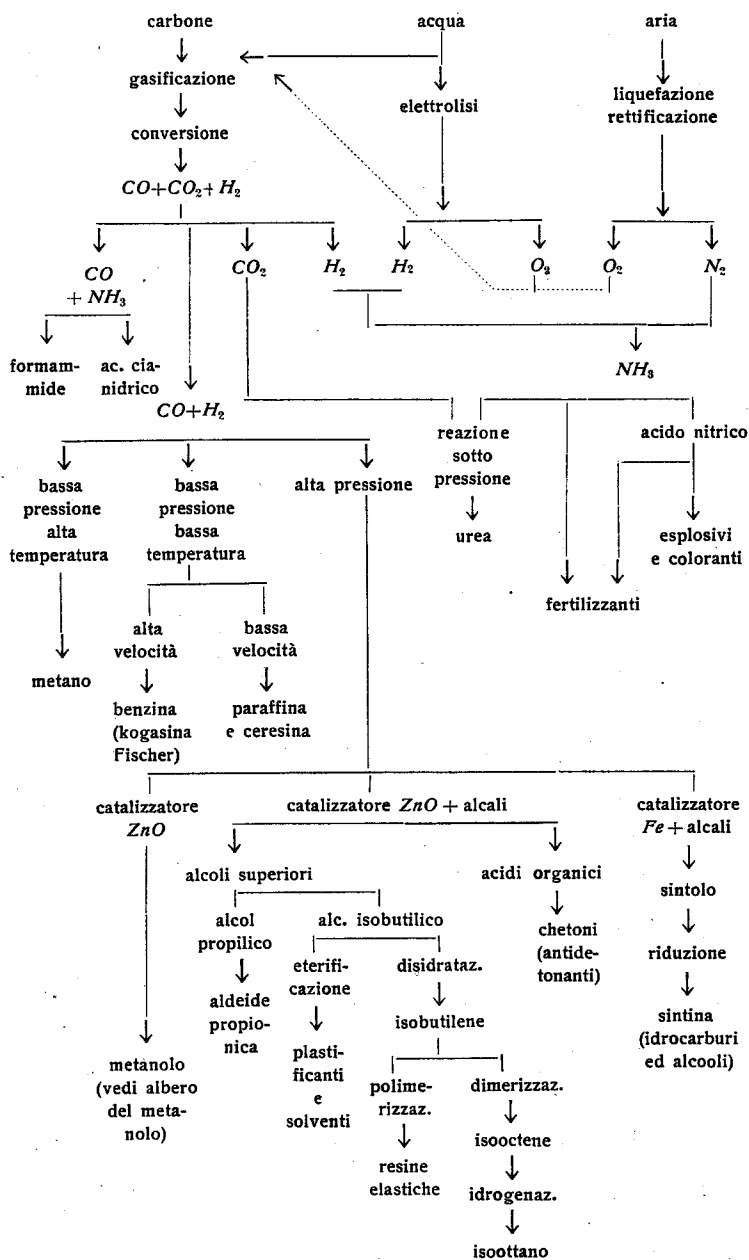 carbone
acqua
aria
gasificazione
elettrolisi
liquefazione
rettificazione
conversione
CO+CO₂+H₂
CO
+ NH₃
CO₂
H₂
H₂
O₂
O₂
N₂
formam-
mide
ac. cia-
nidrico
NH₃
CO+H₂
reazione
sotto
pressione
acido nitrico
bassa
pressione
alta
temperatura
bassa
pressione
bassa
temperatura
alta pressione
urea
esplosivi
e coloranti
fertilizzanti
alta
velocità
bassa
velocità
metano
benzina
(kogasina
Fischer)
paraffina
e ceresina
catalizzatore
ZnO
catalizzatore ZnO + alcali
catalizzatore
Fe + alcali
alcoli superiori
acidi organici
sintolo
alcol
propilico
alc. isobutilico
chetoni
(antide-
tonanti)
riduzione
eterifi-
cazione
disidrataz.
aldeide
propio-
nica
isobutilene
sintina
(idrocarburi
ed alcooli)
metanolo
(vedi albero
del meta-
nolo)
plasti-
ficanti
e
solventi
polime-
rizzaz.
dimerizzaz.
isooctene
resine
elastiche
idrogenaz.
isoottano